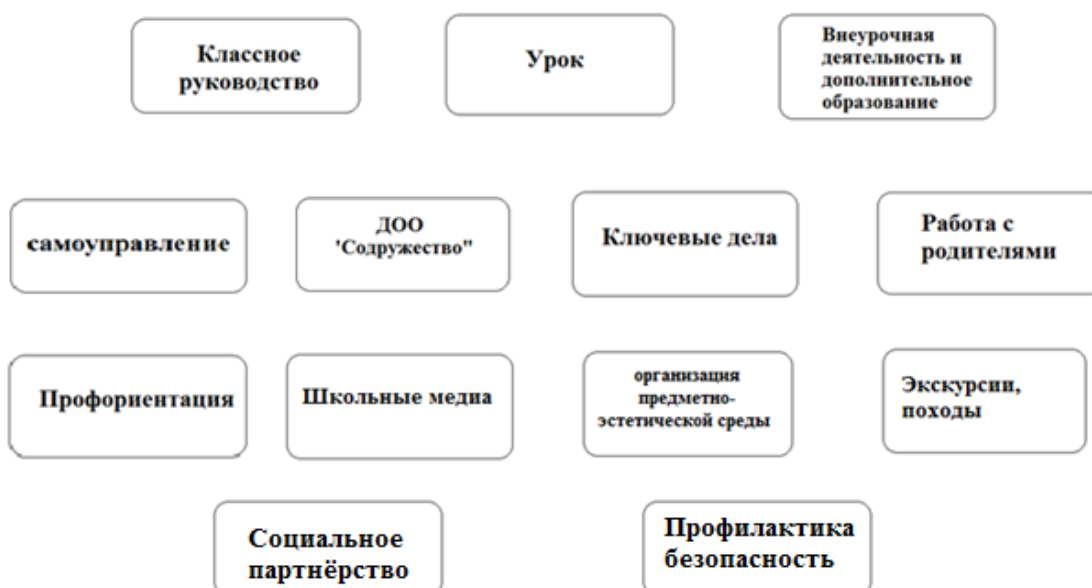 Классное
руководство
Урок
Внеурочная
деятельность и
дополнительное
образование
самоуправление
ДОО
'Содружество"
Ключевые дела
Работа с
родителями
Профориентация
Школьные медиа
организация
предметно-
эстетической среды
Экскурсии,
походы
Социальное
партнёрство
Профилактика
безопасность